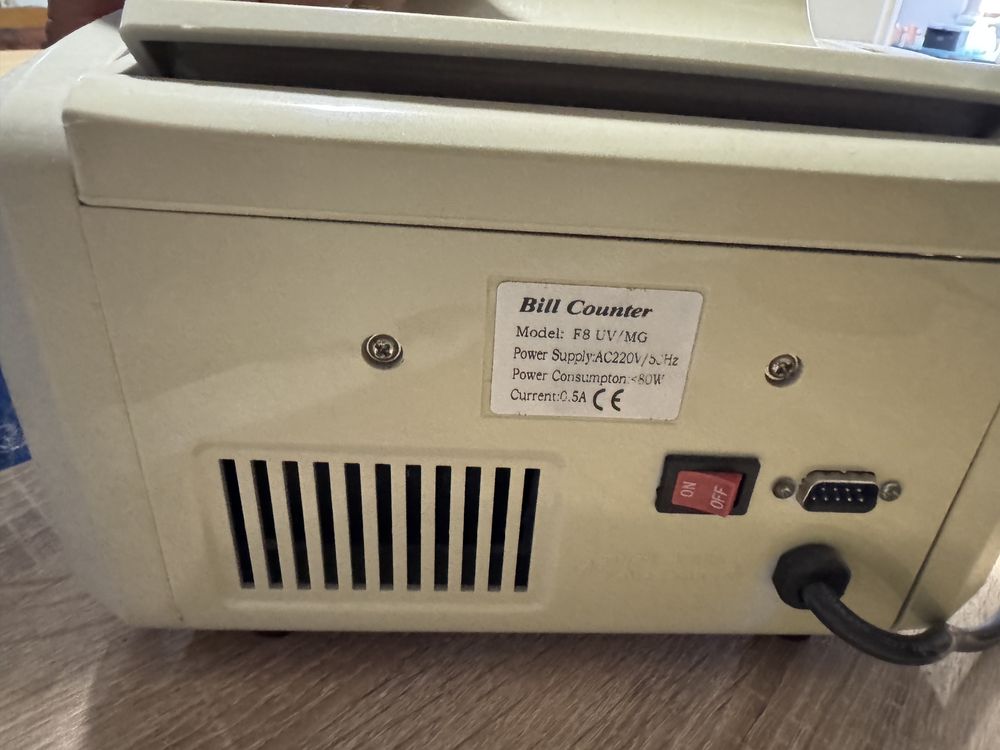 Bill Counter
Model: F8 UV/MG
Power Supply:AC220V/50Hz
Power Consumpton:<80W
Current:0.5A CE
ON OFF